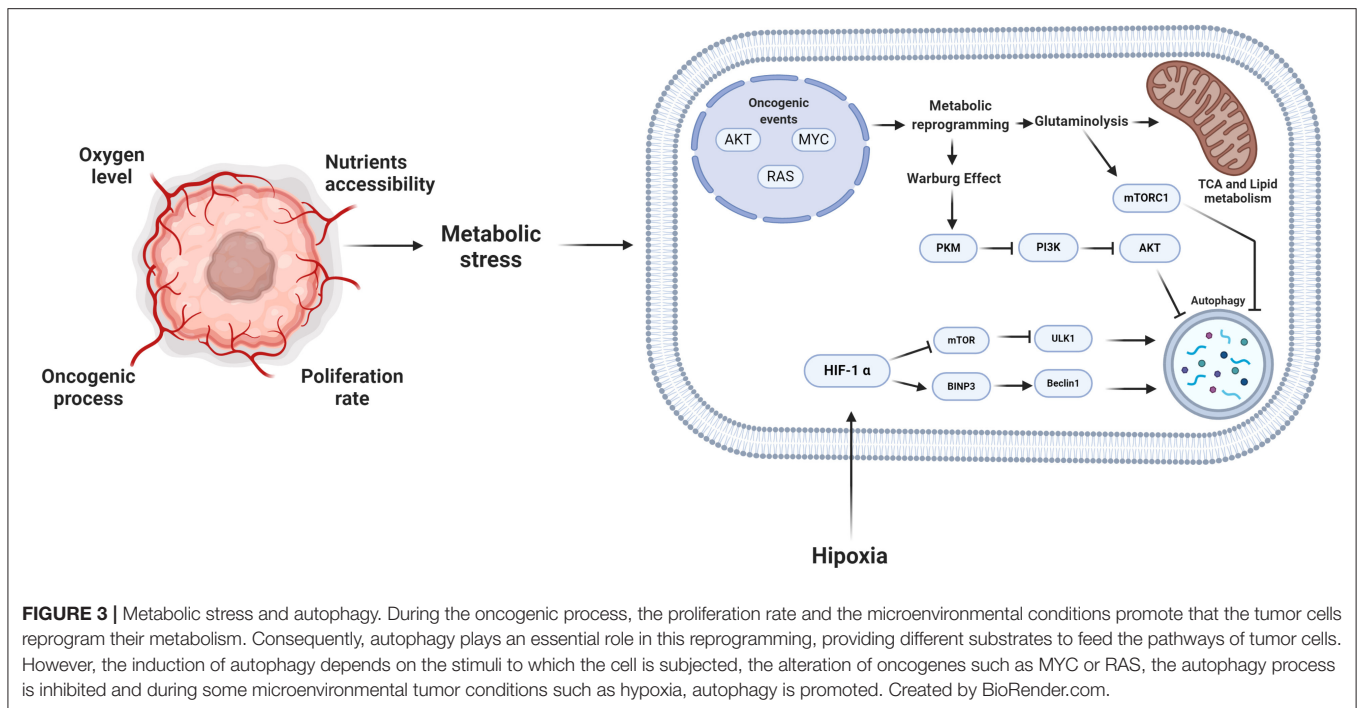 Oxygen
level
Nutrients
accessibility
Oncogenic
process
Poliferation
rate
Metabolic
stress
Oncogenic
events
AKT
MYC
RAS
Metabolic
reprogramming
Glutaminolysis
TCA and Lipid
metabolism
Warburg Effect
mTORC1
PKM
PI3K
AKT
Autophagy
HIF-1 α
mTOR
ULK1
BINP3
Beclin1
Hipoxia
FIGURE 3 | Metabolic stress and autophagy. During the oncogenic process, the proliferation rate and the microenvironmental conditions promote that the tumor cells
reprogram their metabolism. Consequently, autophagy plays an essential role in this reprogramming, providing different substrates to feed the pathways of tumor cells.
However, the induction of autophagy depends on the stimuli to which the cell is subjected, the alteration of oncogenes such as MYC or RAS, the autophagy process
is inhibited and during some microenvironmental tumor conditions such as hypoxia, autophagy is promoted. Created by BioRender.com.